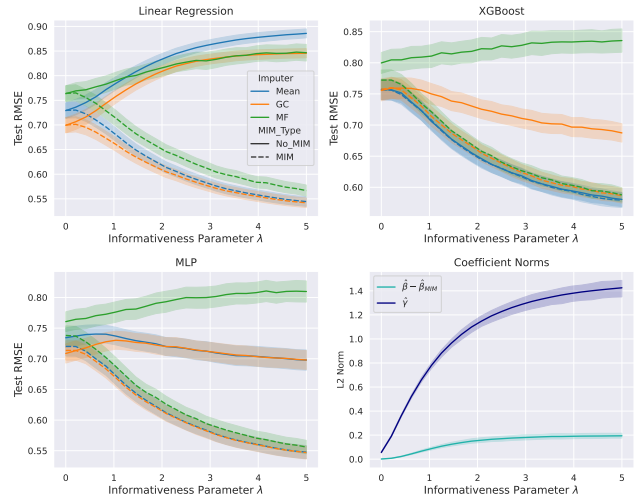 Linear Regression
0.90
0.85
0.80
0.75
0.70
0.65
0.60
0.55
Test RMSE
Imputer
Mean
GC
MF
MIM_Type
No_MIM
MIM
0 1 2 3 4 5
Informativeness Parameter λ
XGBoost
0.85
0.80
0.75
0.70
0.65
0.60
Test RMSE
0 1 2 3 4 5
Informativeness Parameter λ
MLP
0.80
0.75
0.70
0.65
0.60
0.55
Test RMSE
0 1 2 3 4 5
Informativeness Parameter λ
Coefficient Norms
1.4
1.2
1.0
0.8
0.6
0.4
0.2
0.0
L2 Norm
β̂ − β̂MIM
γ̂
0 1 2 3 4 5
Informativeness Parameter λ